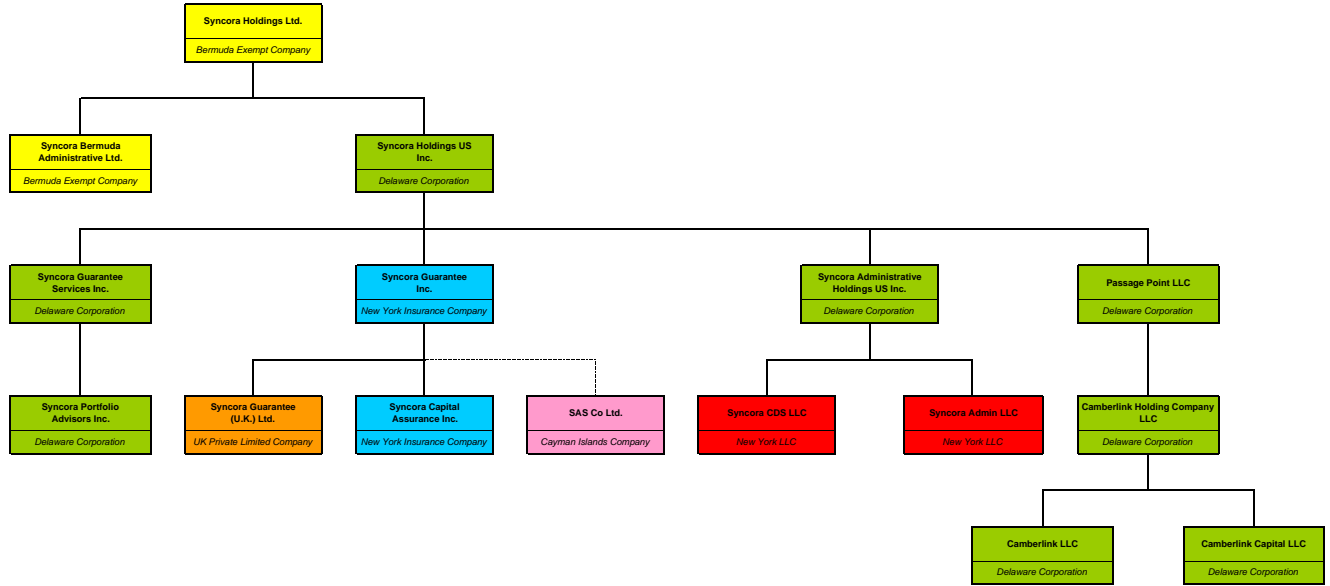 Syncora Holdings Ltd.
Bermuda Exempt Company
Syncora Bermuda
Administrative Ltd.
Bermuda Exempt Company
Syncora Holdings US
Inc.
Delaware Corporation
Syncora Guarantee
Services Inc.
Delaware Corporation
Syncora Guarantee
Inc.
New York Insurance Company
Syncora Administrative
Holdings US Inc.
Delaware Corporation
Passage Point LLC
Delaware Corporation
Syncora Portfolio
Advisors Inc.
Delaware Corporation
Syncora Guarantee
(U.K.) Ltd.
UK Private Limited Company
Syncora Capital
Assurance Inc.
New York Insurance Company
SAS Co Ltd.
Cayman Islands Company
Syncora CDS LLC
New York LLC
Syncora Admin LLC
New York LLC
Camberlink Holding Company
LLC
Delaware Corporation
Camberlink LLC
Delaware Corporation
Camberlink Capital LLC
Delaware Corporation